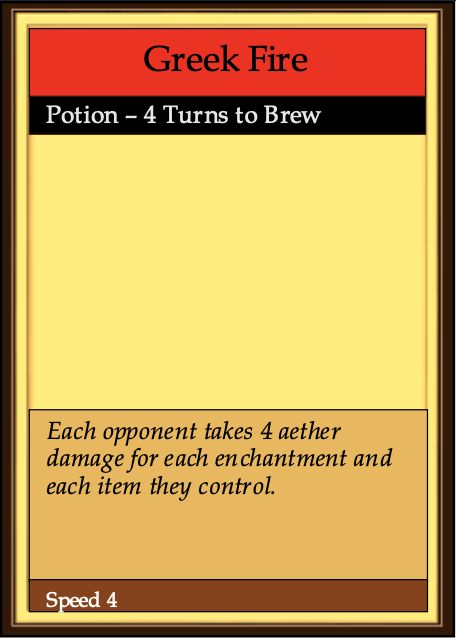 Greek Fire
Potion – 4 Turns to Brew
Each opponent takes 4 aether
damage for each enchantment and
each item they control.
Speed 4